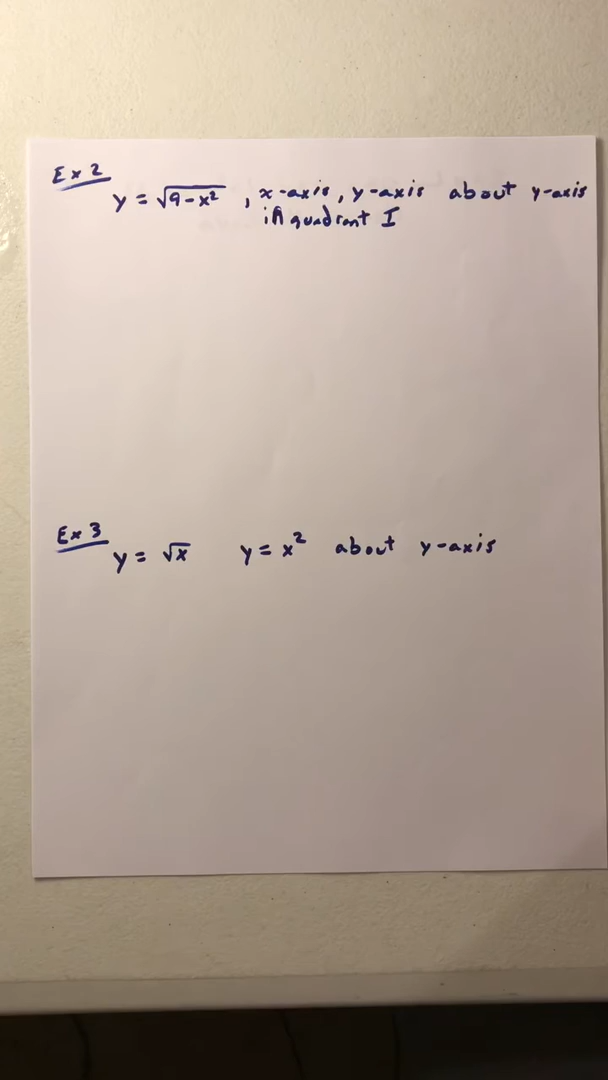 Ex 2
y = √9-x² , x-axis, y-axis about y-axis
in quadrant I
Ex 3
y = √x y = x² about y-axis